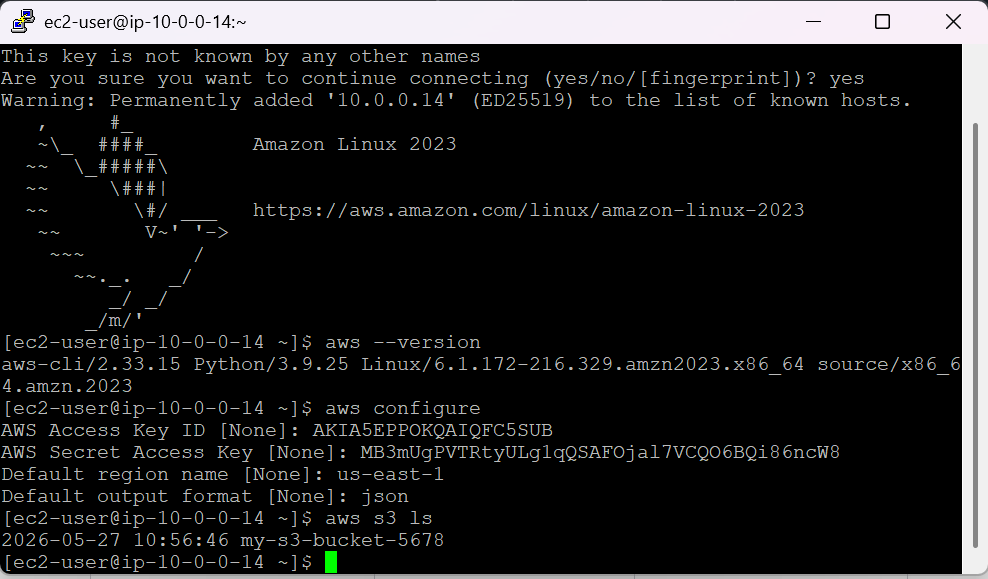 ec2-user@ip-10-0-0-14:~
This key is not known by any other names
Are you sure you want to continue connecting (yes/no/[fingerprint])? yes
Warning: Permanently added '10.0.0.14' (ED25519) to the list of known hosts.
   ,     #_
   ~\_  ####_        Amazon Linux 2023
  ~~  \_#####\
  ~~     \###|
  ~~       \#/ ___   https://aws.amazon.com/linux/amazon-linux-2023
   ~~       V~' '->
    ~~~         /
      ~~._.   _/
         _/ _/
       _/m/'
[ec2-user@ip-10-0-0-14 ~]$ aws --version
aws-cli/2.33.15 Python/3.9.25 Linux/6.1.172-216.329.amzn2023.x86_64 source/x86_6
4.amzn.2023
[ec2-user@ip-10-0-0-14 ~]$ aws configure
AWS Access Key ID [None]: AKIA5EPPOKQAIQFC5SUB
AWS Secret Access Key [None]: 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
Default region name [None]: us-east-1
Default output format [None]: json
[ec2-user@ip-10-0-0-14 ~]$ aws s3 ls
2026-05-27 10:56:46 my-s3-bucket-5678
[ec2-user@ip-10-0-0-14 ~]$